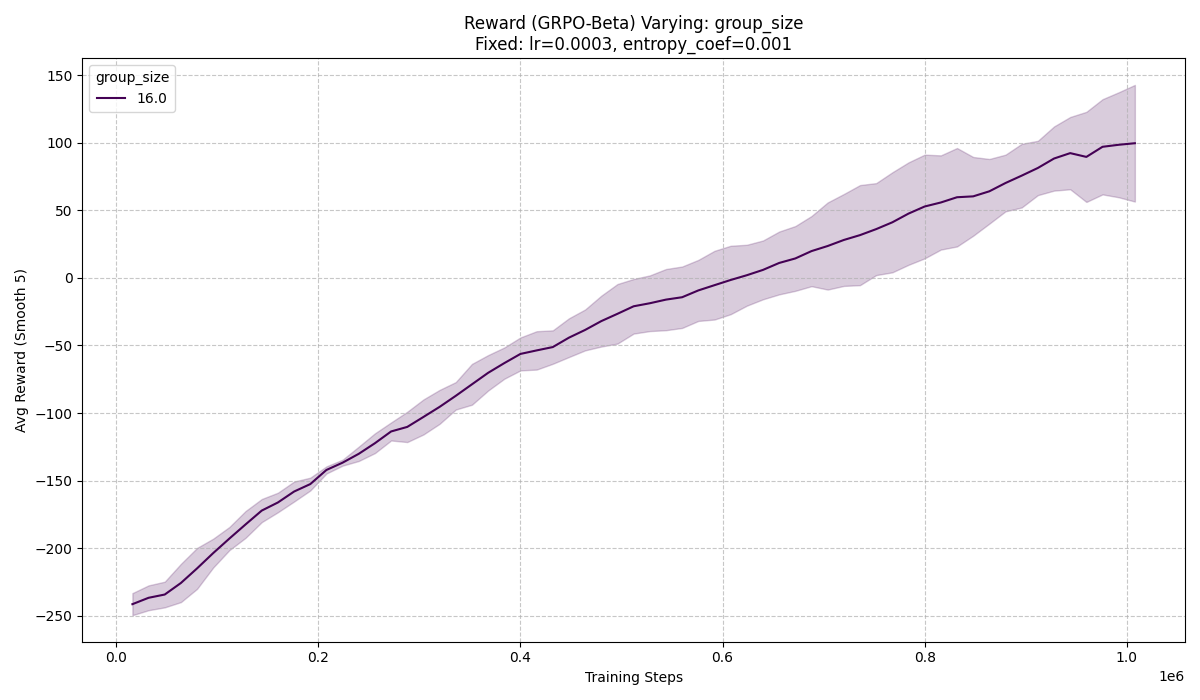 Reward (GRPO-Beta) Varying: group_size
Fixed: lr=0.0003, entropy_coef=0.001
group_size
16.0
Avg Reward (Smooth 5)
150
100
50
0
−50
−100
−150
−200
−250
0.0
0.2
0.4
0.6
0.8
1.0
1e6
Training Steps